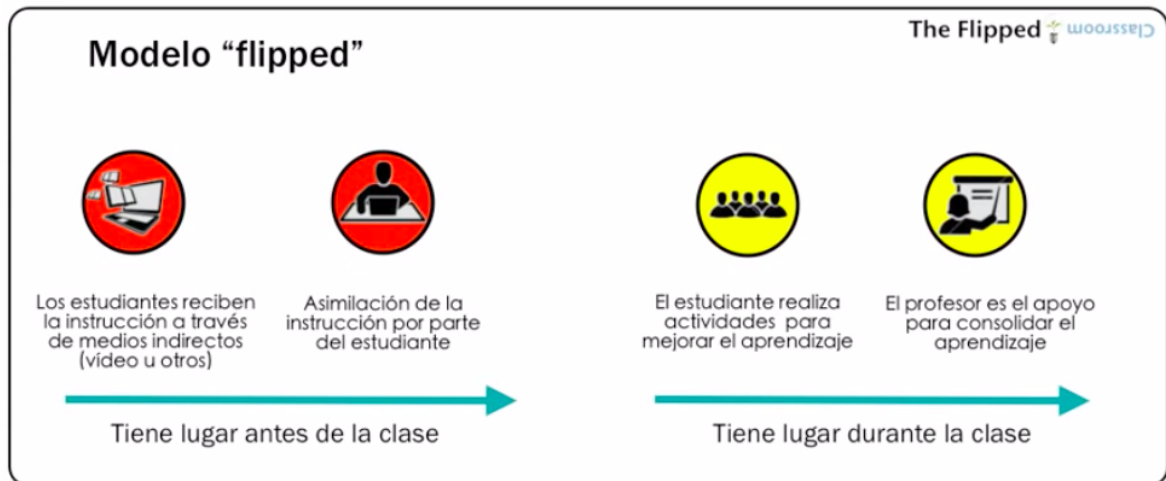 The Flipped Classroom
Modelo “flipped”
Los estudiantes reciben
la instrucción a través
de medios indirectos
(vídeo u otros)
Asimilación de la
instrucción por parte
del estudiante
El estudiante realiza
actividades para
mejorar el aprendizaje
El profesor es el apoyo
para consolidar el
aprendizaje
Tiene lugar antes de la clase
Tiene lugar durante la clase